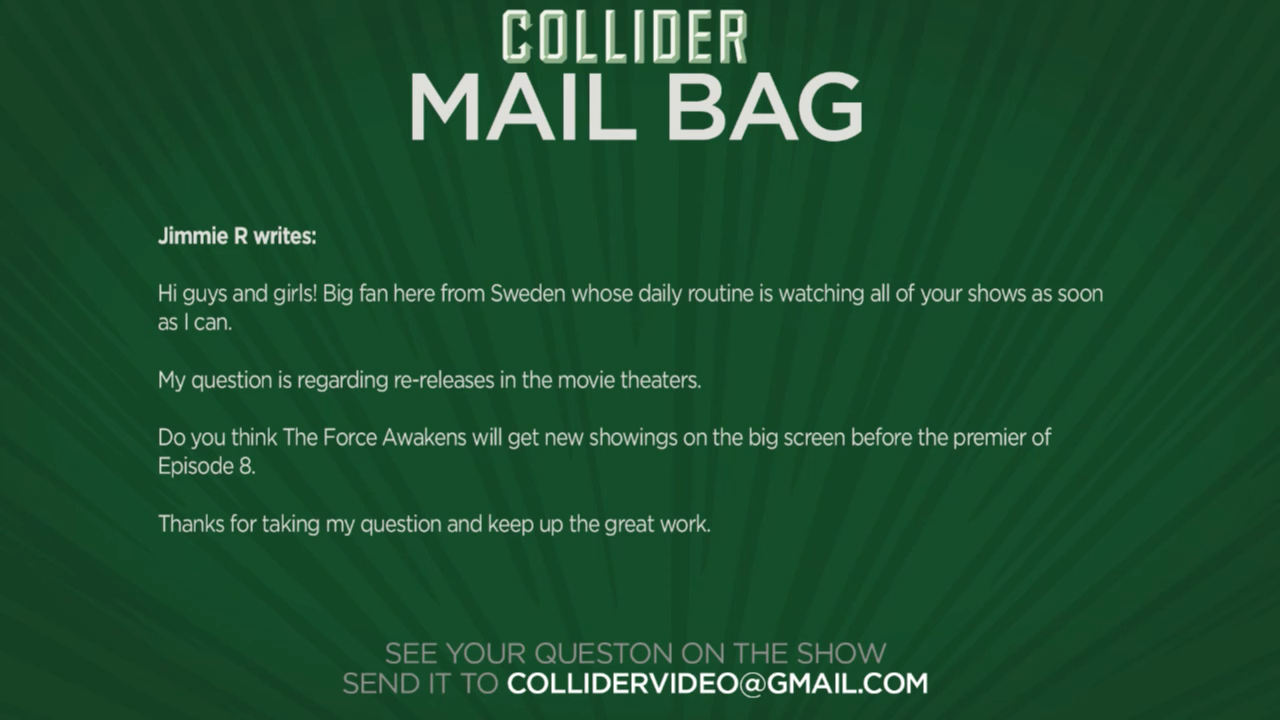 COLLIDER
MAIL BAG
Jimmie R writes:
Hi guys and girls! Big fan here from Sweden whose daily routine is watching all of your shows as soon
as I can.
My question is regarding re-releases in the movie theaters.
Do you think The Force Awakens will get new showings on the big screen before the premier of
Episode 8.
Thanks for taking my question and keep up the great work.
SEE YOUR QUESTON ON THE SHOW
SEND IT TO COLLIDERVIDEO@GMAIL.COM